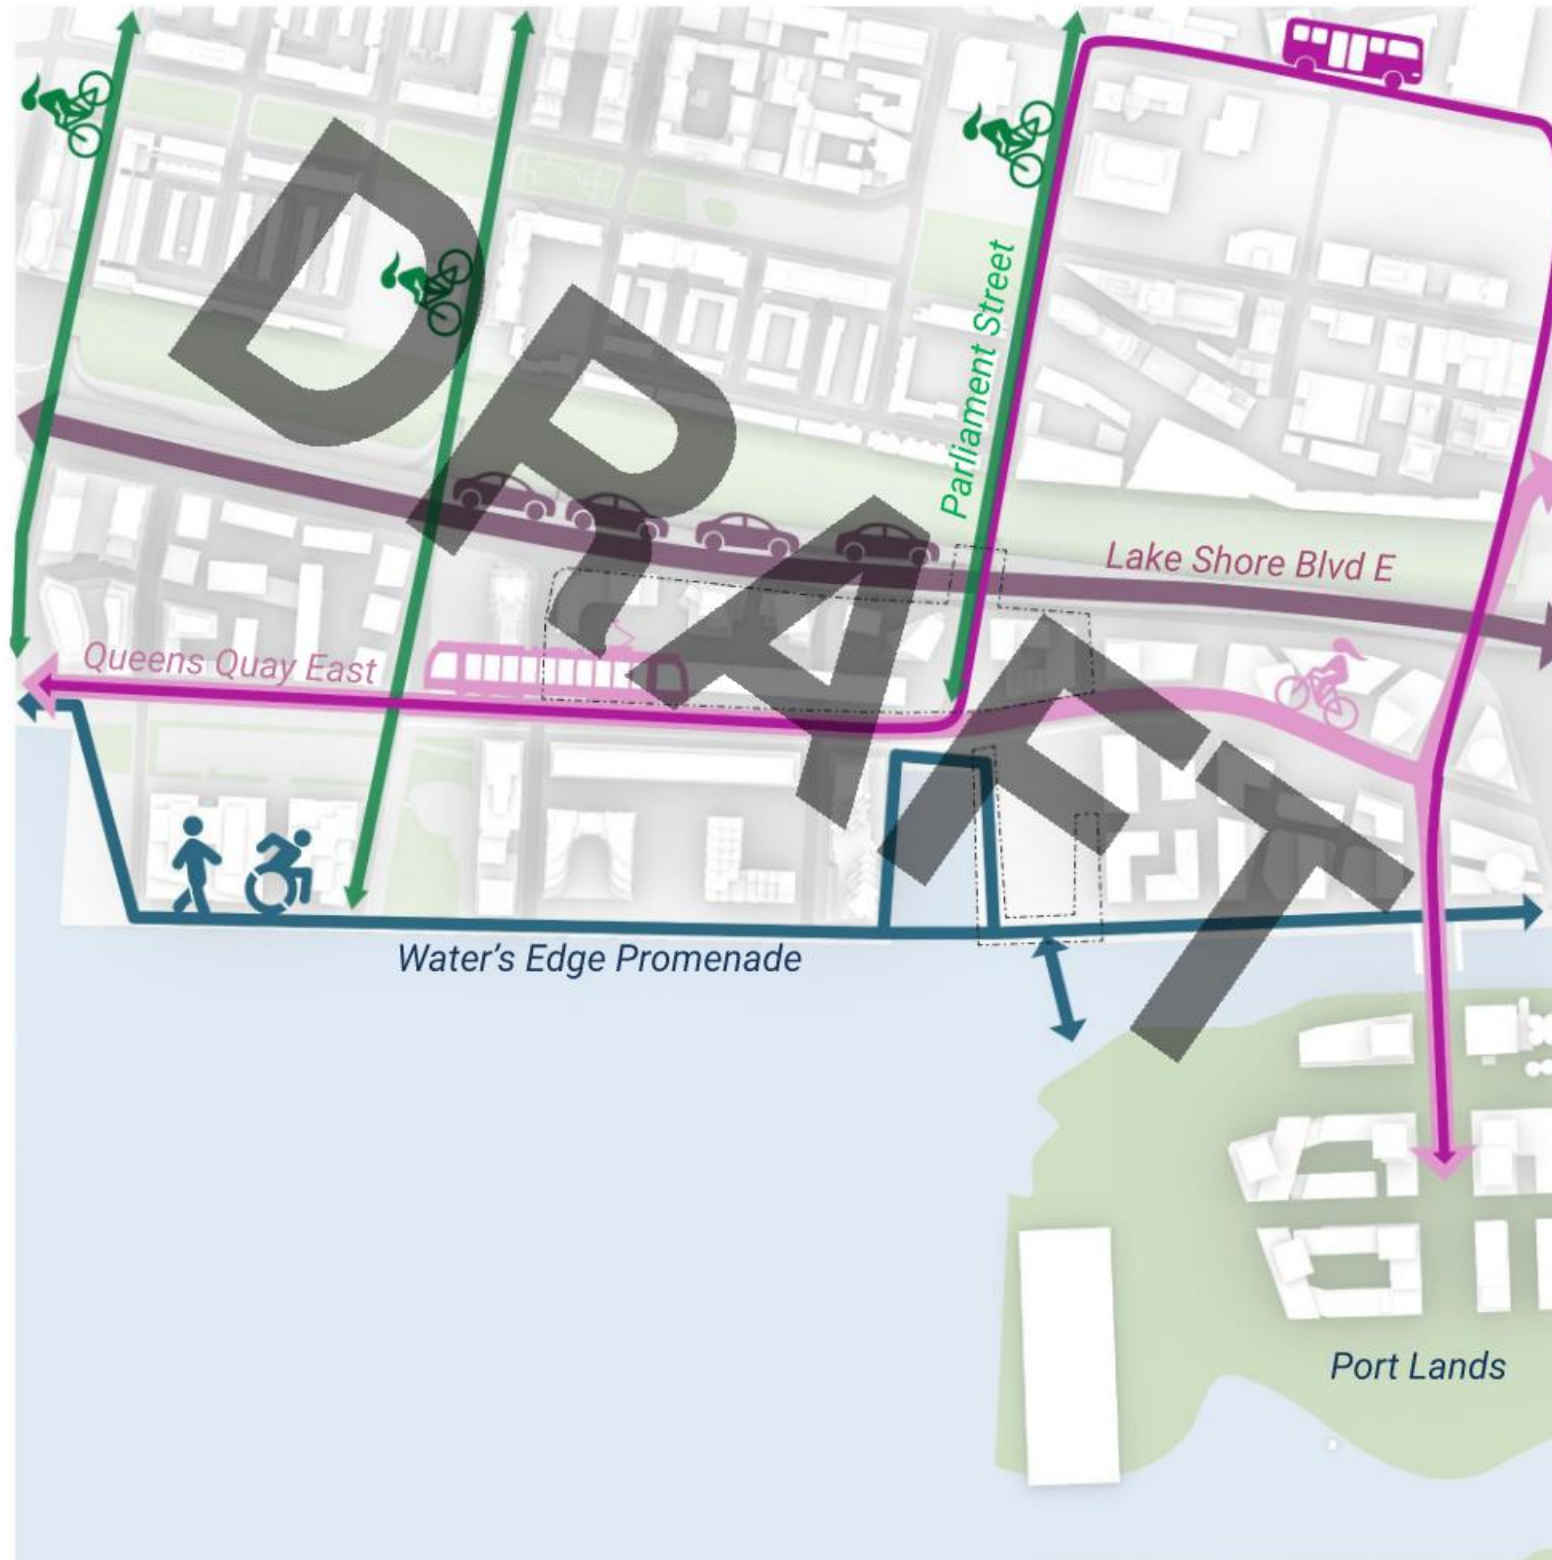 DRAFT
Parliament Street
Lake Shore Blvd E
Queens Quay East
Water's Edge Promenade
Port Lands